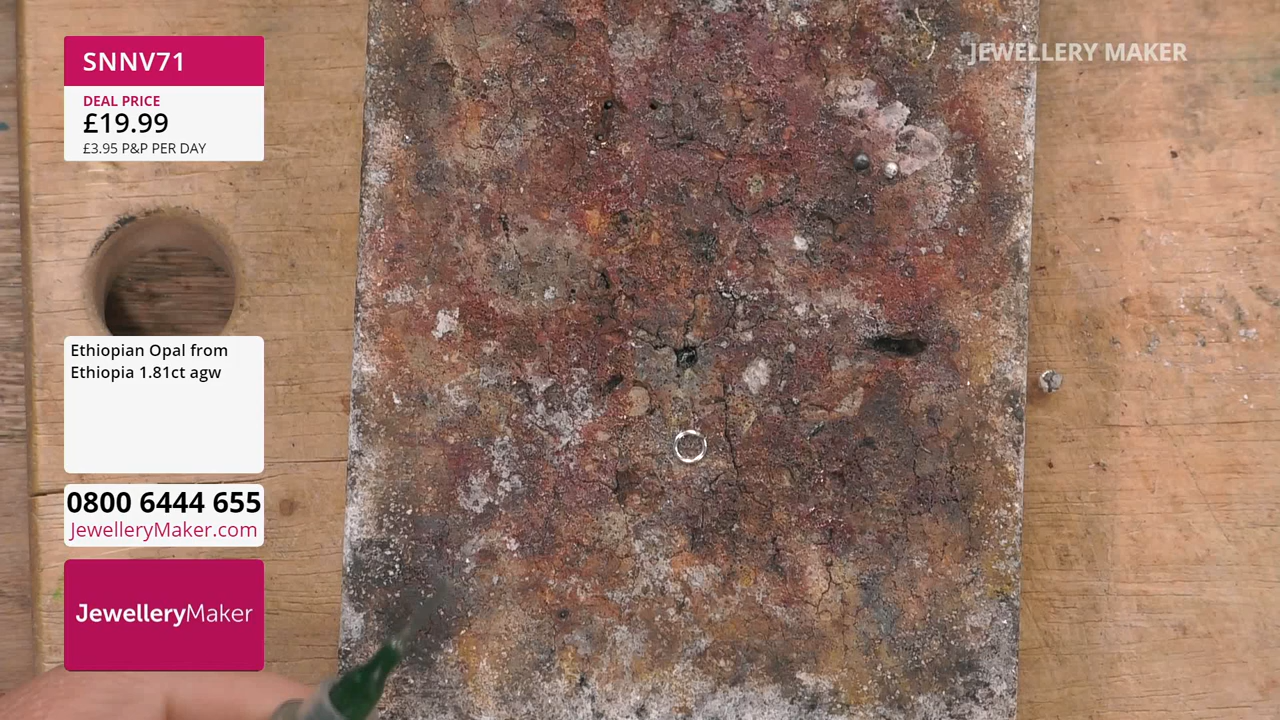 SNNV71
DEAL PRICE
£19.99
£3.95 P&P PER DAY
JEWELLERY MAKER
Ethiopian Opal from
Ethiopia 1.81ct agw
0800 6444 655
JewelleryMaker.com
JewelleryMaker